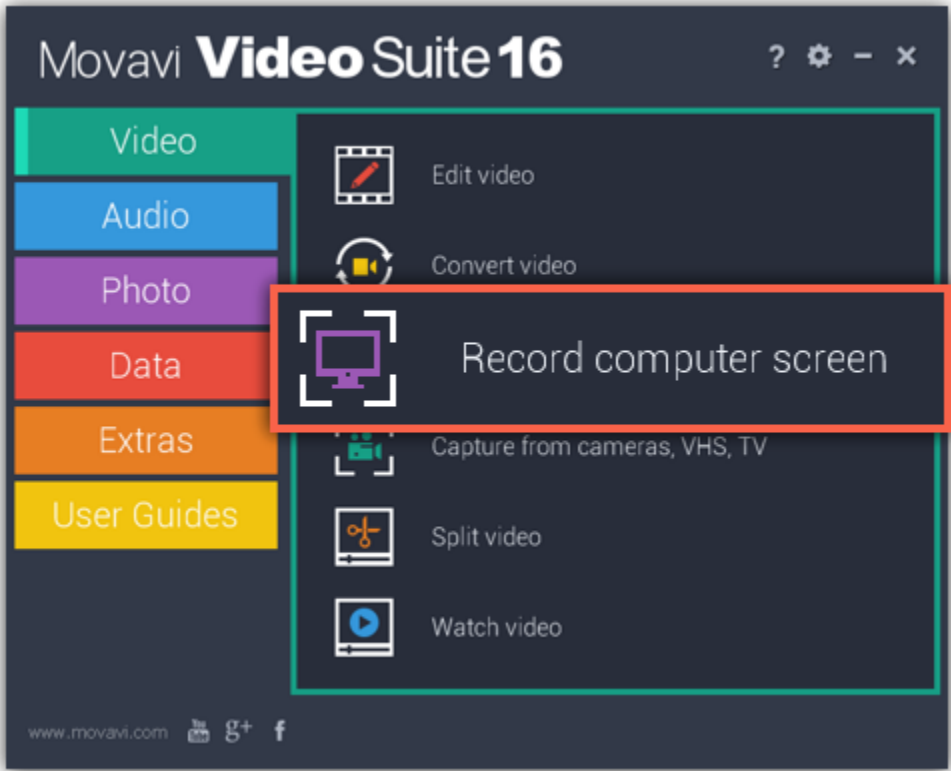 Movavi Video Suite 16
?
Video
Audio
Photo
Data
Extras
User Guides
Edit video
Convert video
Record computer screen
Capture from cameras, VHS, TV
Split video
Watch video
www.movavi.com You Tube g+ f